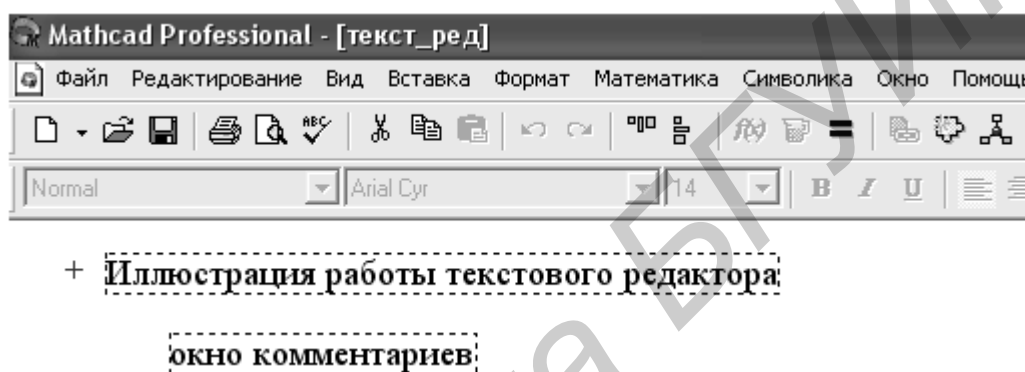 Mathcad Professional - [текст_ред]
Файл Редактирование Вид Вставка Формат Математика Символика Окно Помощь
Normal Arial Cyr 14 B I U
Иллюстрация работы текстового редактора
окно комментариев